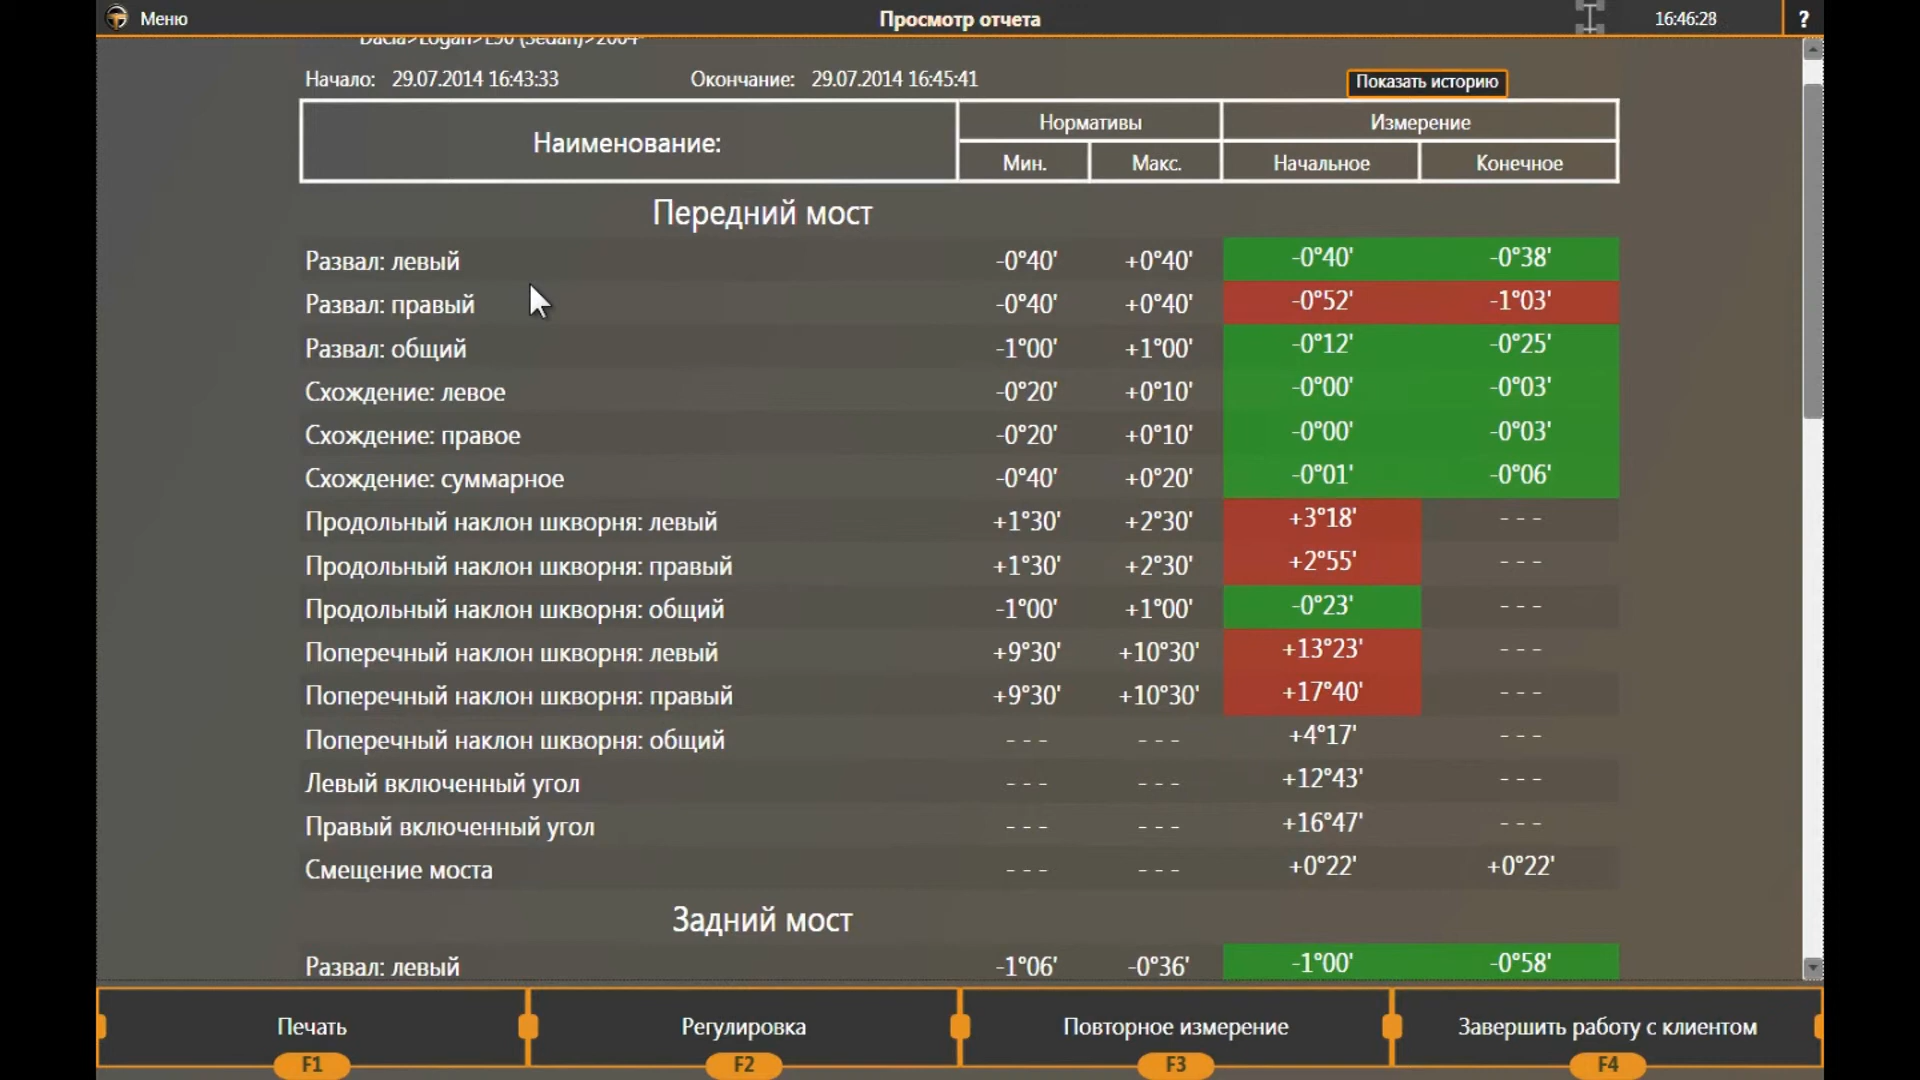 Меню Просмотр отчета 16:46:28 ?
Dacia>Logan>L90 (Sedan)>2004-
Начало: 29.07.2014 16:43:33 Окончание: 29.07.2014 16:45:41 Показать историю
Наименование: Нормативы Измерение
Мин. Макс. Начальное Конечное
Передний мост
Развал: левый -0°40' +0°40' -0°40' -0°38'
Развал: правый -0°40' +0°40' -0°52' -1°03'
Развал: общий -1°00' +1°00' -0°12' -0°25'
Схождение: левое -0°20' +0°10' -0°00' -0°03'
Схождение: правое -0°20' +0°10' -0°00' -0°03'
Схождение: суммарное -0°40' +0°20' -0°01' -0°06'
Продольный наклон шкворня: левый +1°30' +2°30' +3°18' - - -
Продольный наклон шкворня: правый +1°30' +2°30' +2°55' - - -
Продольный наклон шкворня: общий -1°00' +1°00' -0°23' - - -
Поперечный наклон шкворня: левый +9°30' +10°30' +13°23' - - -
Поперечный наклон шкворня: правый +9°30' +10°30' +17°40' - - -
Поперечный наклон шкворня: общий - - - - - - +4°17' - - -
Левый включенный угол - - - - - - +12°43' - - -
Правый включенный угол - - - - - - +16°47' - - -
Смещение моста - - - - - - +0°22' +0°22'
Задний мост
Развал: левый -1°06' -0°36' -1°00' -0°58'
Печать Регулировка Повторное измерение Завершить работу с клиентом
F1 F2 F3 F4